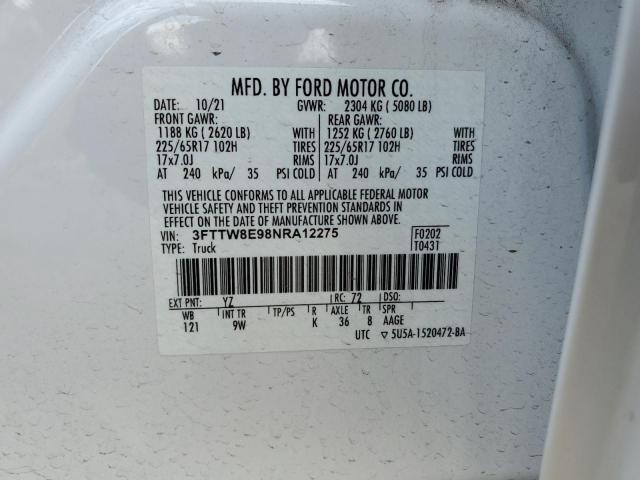 MFD. BY FORD MOTOR CO.
DATE: 10/21 GVWR: 2304 KG ( 5080 LB)
FRONT GAWR: REAR GAWR:
1188 KG ( 2620 LB) WITH 1252 KG ( 2760 LB) WITH
225/65R17 102H TIRES 225/65R17 102H TIRES
17x7.0J RIMS 17x7.0J RIMS
AT 240 kPa/ 35 PSI COLD AT 240 kPa/ 35 PSI COLD
THIS VEHICLE CONFORMS TO ALL APPLICABLE FEDERAL MOTOR
VEHICLE SAFETY AND THEFT PREVENTION STANDARDS IN
EFFECT ON THE DATE OF MANUFACTURE SHOWN ABOVE.
VIN: 3FTTW8E98NRA12275 F0202
TYPE: Truck T0431
EXT PNT: YZ RC: 72 DSO:
WB INT TR TP/PS R AXLE TR SPR
121 9W K 36 8 AAGE
UTC ▽ 5U5A-1520472-BA